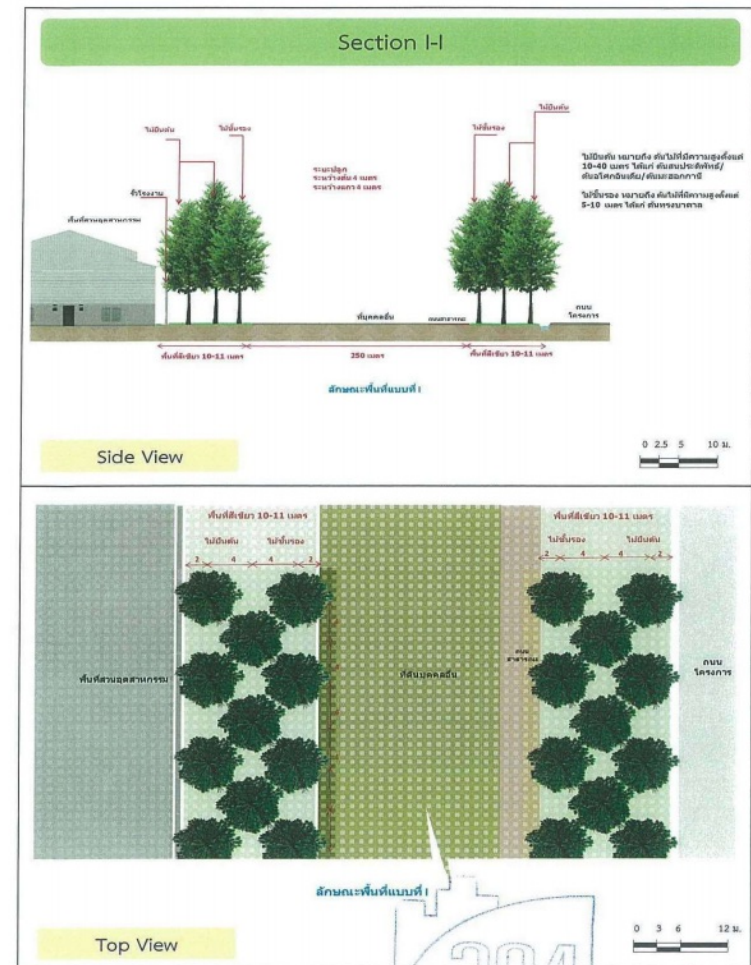 Section I-I
ไม้ยืนต้น
ไม้ชั้นรอง
ระยะปลูก
ระหว่างต้น 4 เมตร
ระหว่างแถว 4 เมตร
ไม้ชั้นรอง
ไม้ยืนต้น
ไม้ยืนต้น หมายถึง ต้นไม้ที่มีความสูงตั้งแต่
10-40 เมตร ได้แก่ ต้นสนประดิพัทธ์/
ต้นอโศกอินเดีย/ต้นมะฮอกกานี
ไม้ชั้นรอง หมายถึง ต้นไม้ที่มีความสูงตั้งแต่
5-10 เมตร ได้แก่ ต้นทรงบาดาล
รั้วโรงงาน
พื้นที่สวนอุตสาหกรรม
ที่บุคคลอื่น
ถนนสาธารณะ
ถนน
โครงการ
พื้นที่สีเขียว 10-11 เมตร
250 เมตร
พื้นที่สีเขียว 10-11 เมตร
ลักษณะพื้นที่แบบที่ I
Side View
0 2.5 5 10 ม.
พื้นที่สีเขียว 10-11 เมตร
พื้นที่สีเขียว 10-11 เมตร
ไม้ยืนต้น
ไม้ชั้นรอง
ไม้ชั้นรอง
ไม้ยืนต้น
2 4 4 2
2 4 4 2
พื้นที่สวนอุตสาหกรรม
ที่ดินบุคคลอื่น
ถนน
สาธารณะ
ถนน
โครงการ
ลักษณะพื้นที่แบบที่ I
Top View
0 3 6 12 ม.